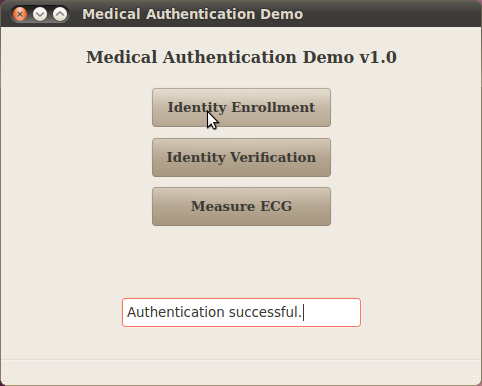 Medical Authentication Demo
Medical Authentication Demo v1.0
Identity Enrollment
Identity Verification
Measure ECG
Authentication successful.